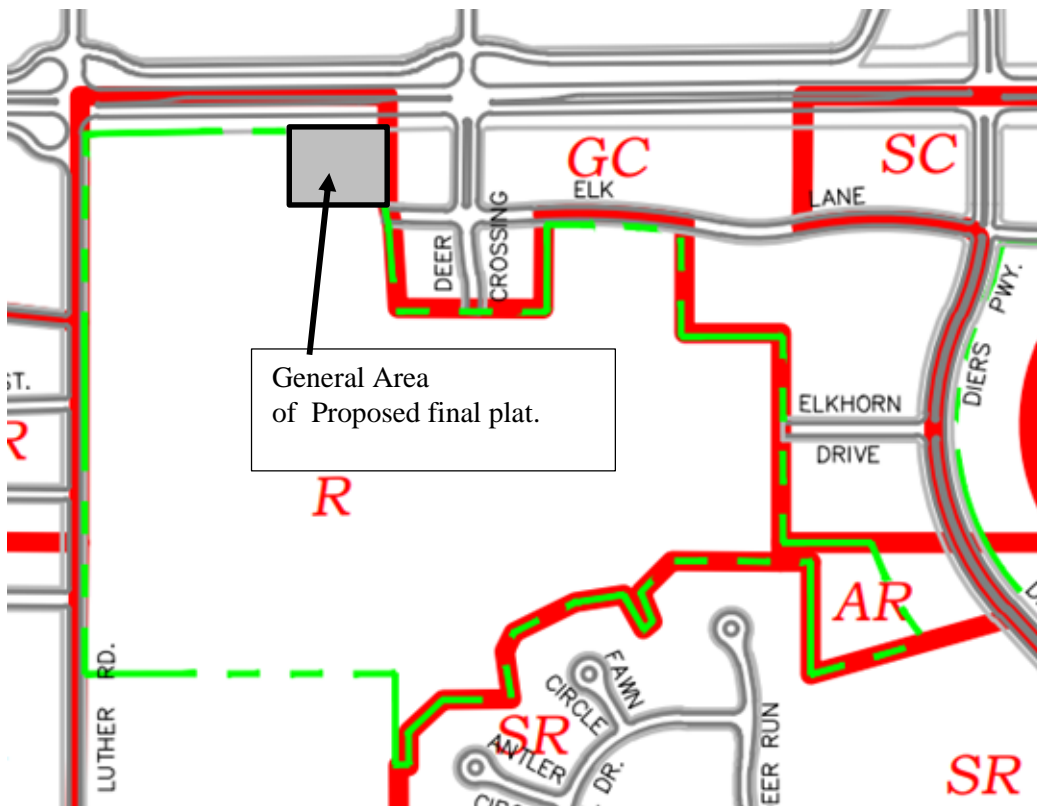 GC
SC
ELK
LANE
DEER
CROSSING
DIERS
PWY.
General Area
of Proposed final plat.
ST.
R
ELKHORN
DRIVE
R
AR
LUTHER RD.
FAWN
CIRCLE
SR
ANTLER
DR.
EER RUN
SR